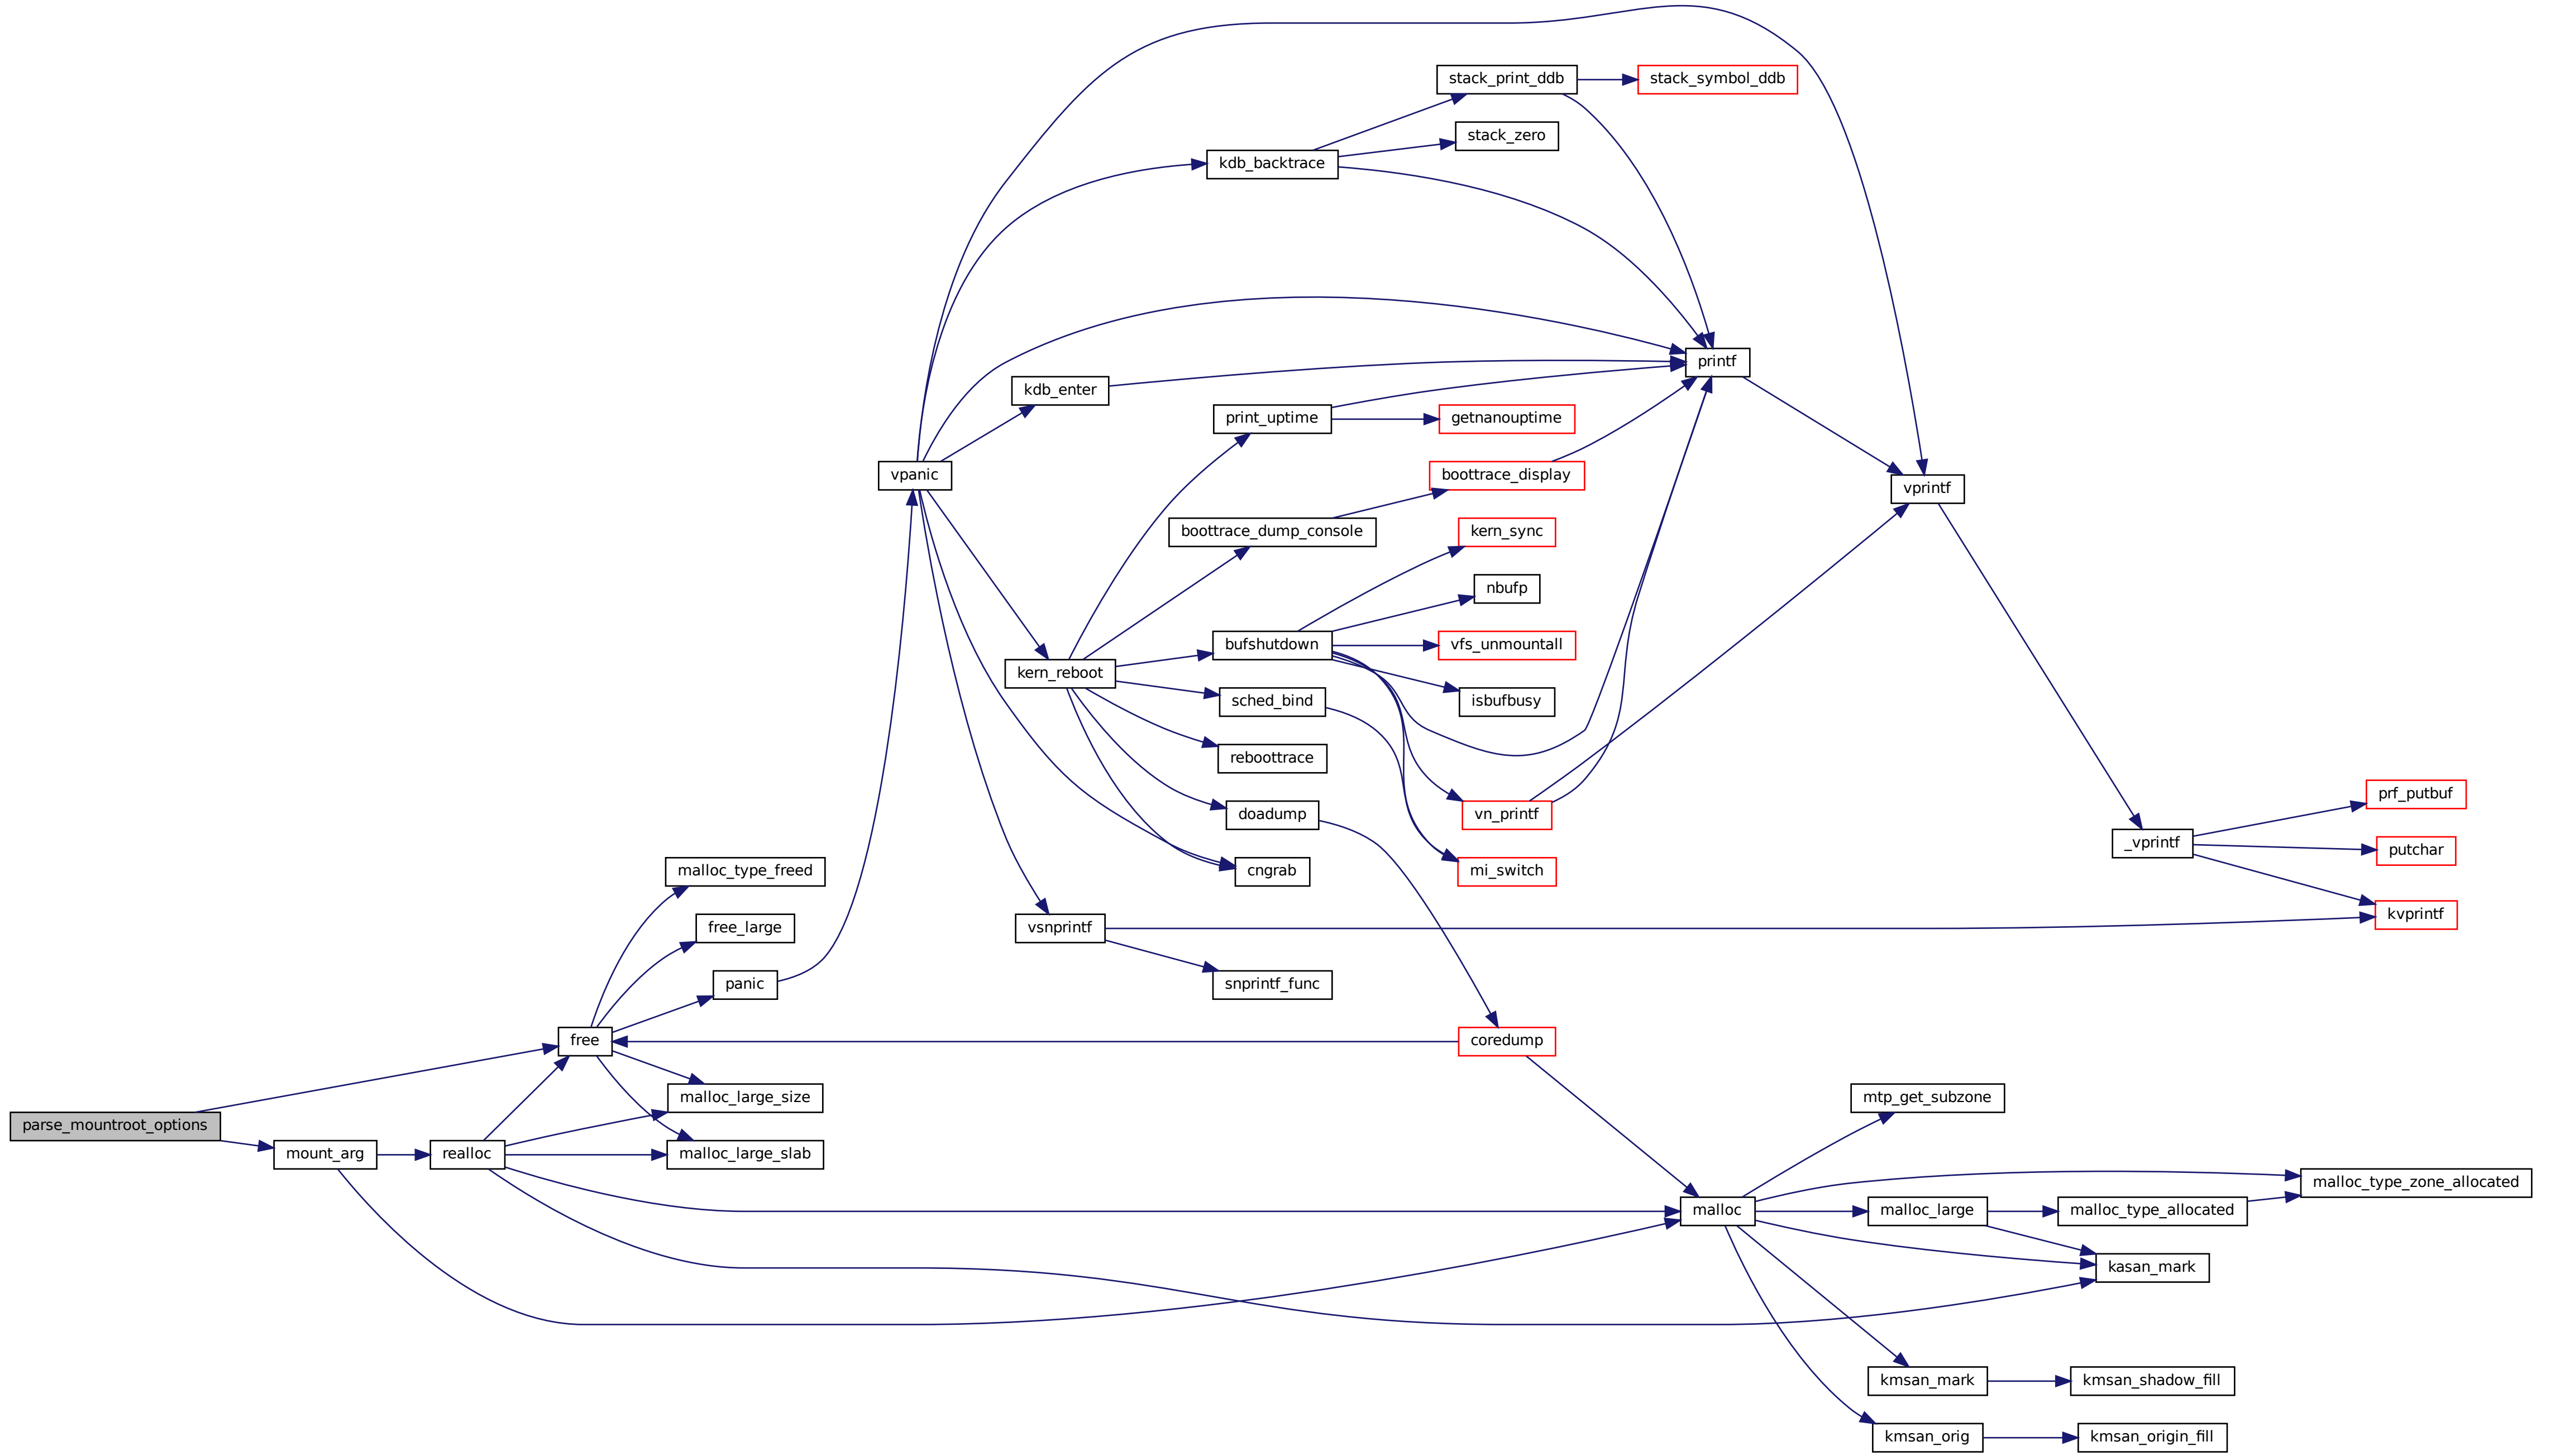 stack_print_ddb
stack_symbol_ddb
stack_zero
kdb_backtrace
printf
kdb_enter
print_uptime
getnanouptime
vpanic
boottrace_display
vprintf
boottrace_dump_console
kern_sync
nbufp
bufshutdown
vfs_unmountall
kern_reboot
sched_bind
isbufbusy
reboottrace
prf_putbuf
doadump
vn_printf
_vprintf
putchar
malloc_type_freed
cngrab
mi_switch
free_large
vsnprintf
kvprintf
panic
snprintf_func
free
coredump
malloc_large_size
mtp_get_subzone
parse_mountroot_options
mount_arg
realloc
malloc_large_slab
malloc_type_zone_allocated
malloc
malloc_large
malloc_type_allocated
kasan_mark
kmsan_mark
kmsan_shadow_fill
kmsan_orig
kmsan_origin_fill